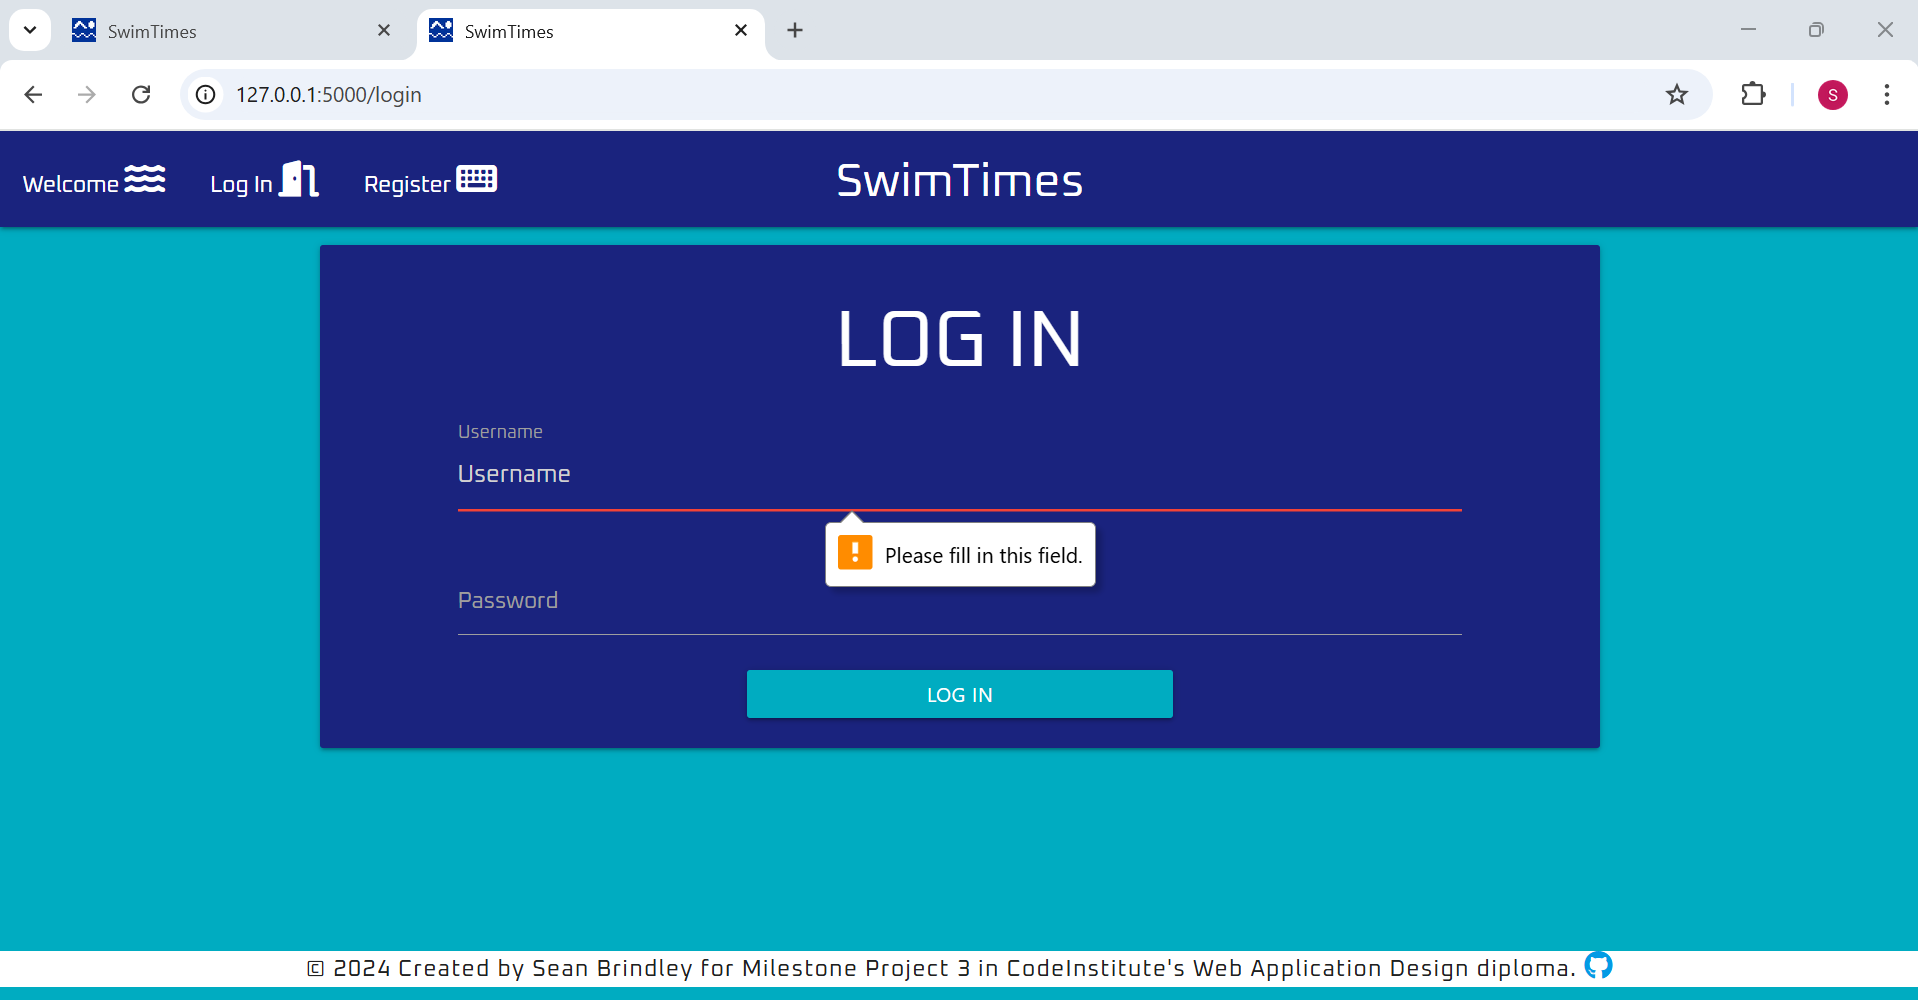 SwimTimes
SwimTimes
127.0.0.1:5000/login
S
Welcome
Log In
Register
SwimTimes
LOG IN
Username
Username
Please fill in this field.
Password
LOG IN
© 2024 Created by Sean Brindley for Milestone Project 3 in CodeInstitute's Web Application Design diploma.